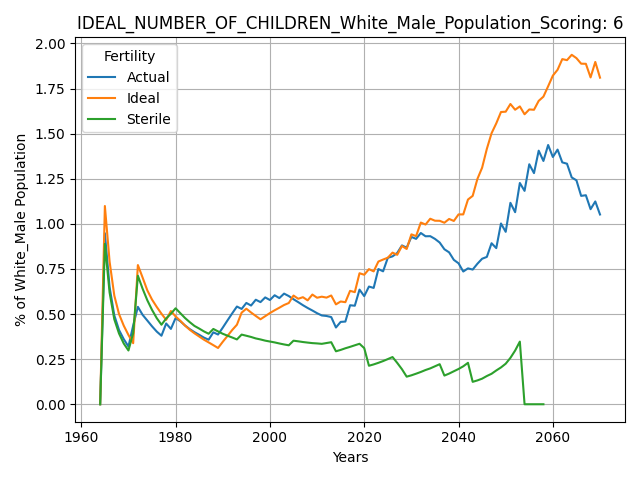 IDEAL_NUMBER_OF_CHILDREN_White_Male_Population_Scoring: 6
Fertility
Actual
Ideal
Sterile
% of White_Male Population
2.00
1.75
1.50
1.25
1.00
0.75
0.50
0.25
0.00
1960
1980
2000
2020
2040
2060
Years